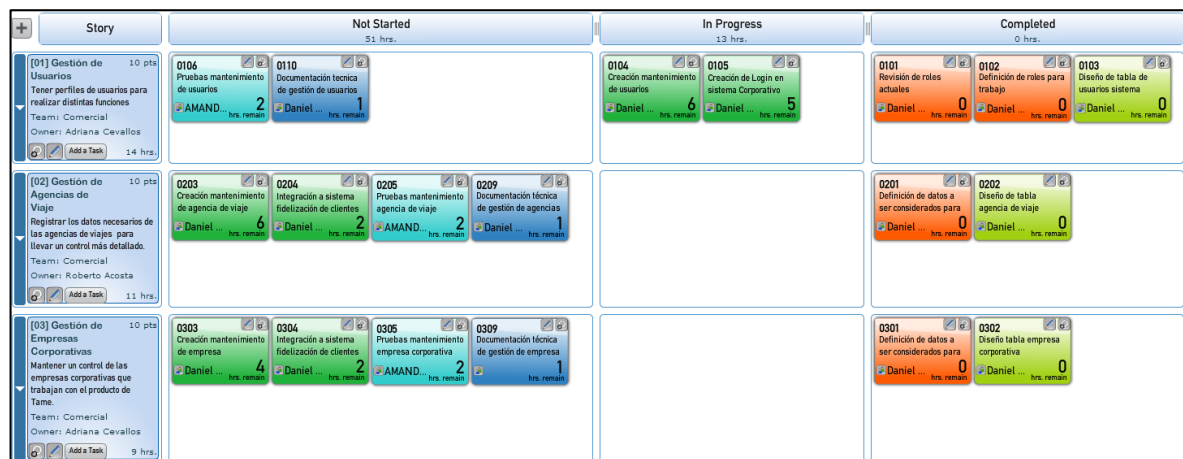 Story
Not Started
51 hrs.
In Progress
13 hrs.
Completed
0 hrs.
[01] Gestión de
Usuarios
10 pts
Tener perfiles de usuarios para
realizar distintas funciones
Team: Comercial
Owner: Adriana Cevallos
Add a Task
14 hrs.
0106
Pruebas mantenimiento
de usuarios
AMAND...
2
hrs. remain
0110
Documentación tecnica
de gestión de usuarios
Daniel ...
1
hrs. remain
0104
Creación mantenimiento
de usuarios
Daniel ...
6
hrs. remain
0105
Creación de Login en
sistema Corporativo
Daniel ...
5
hrs. remain
0101
Revisión de roles
actuales
Daniel ...
0
hrs. remain
0102
Definición de roles para
trabajo
Daniel ...
0
hrs. remain
0103
Diseño de tabla de
usuarios sistema
Daniel ...
0
hrs. remain
[02] Gestión de
Agencias de
Viaje
10 pts
Registrar los datos necesarios de
las agencias de viajes para
llevar un control más detallado.
Team: Comercial
Owner: Roberto Acosta
Add a Task
11 hrs.
0203
Creación mantenimiento
de agencia de viaje
Daniel ...
6
hrs. remain
0204
Integración a sistema
fidelización de clientes
Daniel ...
2
hrs. remain
0205
Pruebas mantenimiento
agencia de viaje
AMAND...
2
hrs. remain
0209
Documentación técnica
de gestión de agencias
Daniel ...
1
hrs. remain
0201
Definición de datos a
ser considerados para
Daniel ...
0
hrs. remain
0202
Diseño de tabla
agencia de viaje
Daniel ...
0
hrs. remain
[03] Gestión de
Empresas
Corporativas
10 pts
Mantener un control de las
empresas corporativas que
trabajan con el producto de
Tame.
Team: Comercial
Owner: Adriana Cevallos
Add a Task
9 hrs.
0303
Creación mantenimiento
de empresa
Daniel ...
4
hrs. remain
0304
Integración a sistema
fidelización de clientes
Daniel ...
2
hrs. remain
0305
Pruebas mantenimiento
empresa corporativa
AMAND...
2
hrs. remain
0309
Documentación técnica
de gestión de empresa
1
hrs. remain
0301
Definición de datos a
ser considerados para
Daniel ...
0
hrs. remain
0302
Diseño tabla empresa
corporativa
Daniel ...
0
hrs. remain